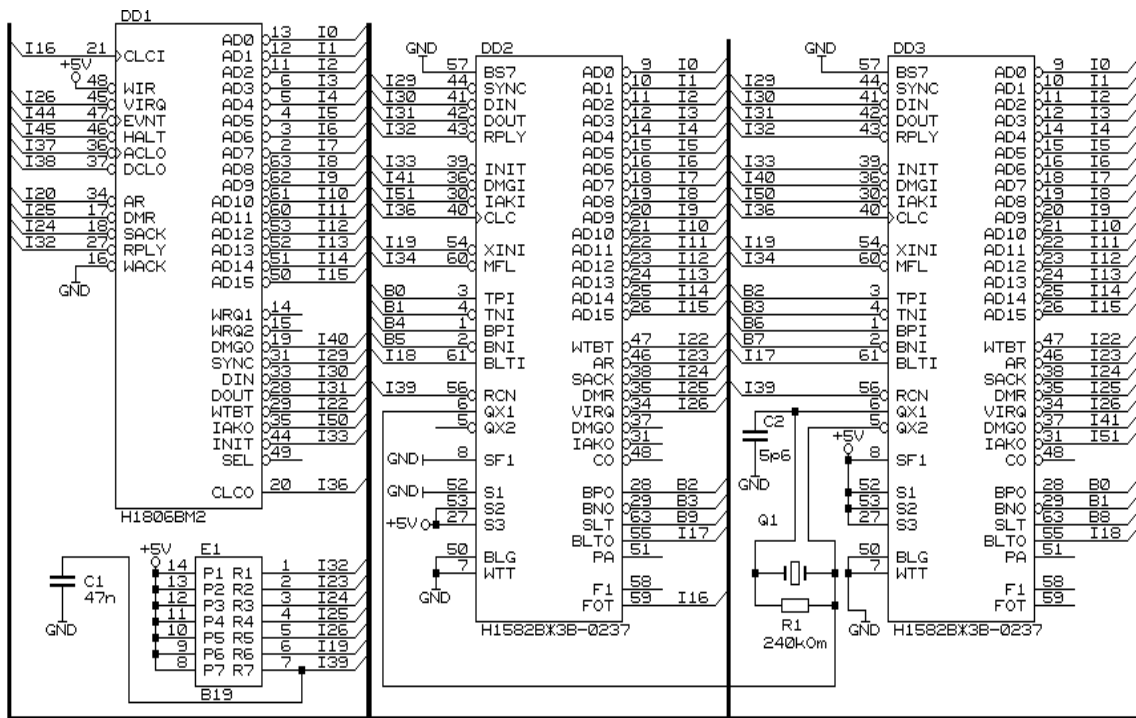 DD1
AD0 13 I0
I16 21 CLCI AD1 12 I1
+5V AD2 11 I2
48 WIR AD3 6 I3
I26 45 VIRQ AD4 5 I4
I44 47 EVNT AD5 4 I5
I45 46 HALT AD6 3 I6
I37 36 ACLO AD7 2 I7
I38 37 DCLO AD8 63 I8
AD9 62 I9
I20 34 AR AD10 61 I10
I25 17 DMR AD11 60 I11
I24 18 SACK AD12 53 I12
I32 27 RPLY AD13 52 I13
16 WACK AD14 51 I14
GND AD15 50 I15
WRQ1 14
WRQ2 15
DMGO 19 I40
SYNC 31 I29
DIN 33 I30
DOUT 28 I31
WTBT 29 I22
IAKO 35 I50
INIT 44 I33
SEL 49
CLCO 20 I36
H1806BM2
+5V E1
14 P1 R1 1 I32
13 P2 R2 2 I23
12 P3 R3 3 I24
11 P4 R4 4 I25
10 P5 R5 5 I26
9 P6 R6 6 I19
8 P7 R7 7 I39
B19
C1
47n
GND
GND DD2
57 BS7 AD0 9 I0
I29 44 SYNC AD1 10 I1
I30 41 DIN AD2 11 I2
I31 42 DOUT AD3 12 I3
I32 43 RPLY AD4 14 I4
AD5 15 I5
I33 39 INIT AD6 16 I6
I41 36 DMGI AD7 18 I7
I51 30 IAKI AD8 19 I8
I36 40 CLC AD9 20 I9
AD10 21 I10
I19 54 XINI AD11 22 I11
I34 60 MFL AD12 23 I12
AD13 24 I13
B0 3 TPI AD14 25 I14
B1 4 TNI AD15 26 I15
B4 1 BPI
B5 2 BNI WTBT 47 I22
I18 61 BLTI AR 46 I23
SACK 38 I24
I39 56 RCN DMR 35 I25
6 QX1 VIRQ 34 I26
5 QX2 DMGO 37
IAKO 31
GND 8 SF1 CO 48
GND 52 S1 BPO 28 B2
53 S2 BNO 29 B3
+5V 27 S3 SLT 63 B9
BLTO 55 I17
50 BLG PA 51
7 WTT
GND F1 58
FOT 59 I16
H1582ВЖ3В-0237
GND DD3
57 BS7 AD0 9 I0
I29 44 SYNC AD1 10 I1
I30 41 DIN AD2 11 I2
I31 42 DOUT AD3 12 I3
I32 43 RPLY AD4 14 I4
AD5 15 I5
I33 39 INIT AD6 16 I6
I40 36 DMGI AD7 18 I7
I50 30 IAKI AD8 19 I8
I36 40 CLC AD9 20 I9
AD10 21 I10
I19 54 XINI AD11 22 I11
I34 60 MFL AD12 23 I12
AD13 24 I13
B2 3 TPI AD14 25 I14
B3 4 TNI AD15 26 I15
B6 1 BPI
B7 2 BNI WTBT 47 I22
I17 61 BLTI AR 46 I23
SACK 38 I24
I39 56 RCN DMR 35 I25
6 QX1 VIRQ 34 I26
C2 5 QX2 DMGO 37 I41
5p6 +5V IAKO 31 I51
8 SF1 CO 48
GND
52 S1 BPO 28 B0
53 S2 BNO 29 B1
Q1 27 S3 SLT 63 B8
BLTO 55 I18
50 BLG PA 51
7 WTT
F1 58
FOT 59
R1 GND H1582ВЖ3В-0237
240kOm